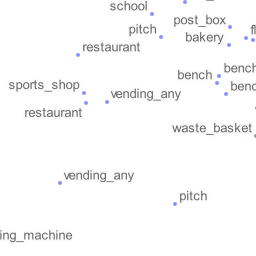 school
post_box
pitch
fl
bakery
restaurant
bench
bench
sports_shop
benc
vending_any
restaurant
waste_basket
vending_any
pitch
ing_machine